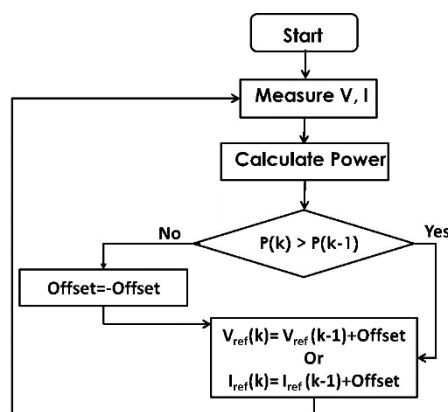 Start
Measure V, I
Calculate Power
P(k) > P(k-1)
No
Yes
Offset=-Offset
Vref(k)= Vref(k-1)+Offset
Or
Iref(k)= Iref(k-1)+Offset